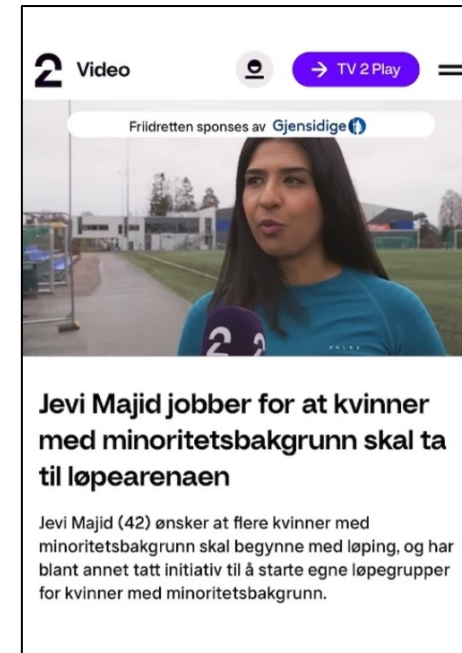 2 Video
→ TV 2 Play
Friidretten sponses av Gjensidige
2 2
Jevi Majid jobber for at kvinner
med minoritetsbakgrunn skal ta
til løpearenaen
Jevi Majid (42) ønsker at flere kvinner med
minoritetsbakgrunn skal begynne med løping, og har
blant annet tatt initiativ til å starte egne løpegrupper
for kvinner med minoritetsbakgrunn.